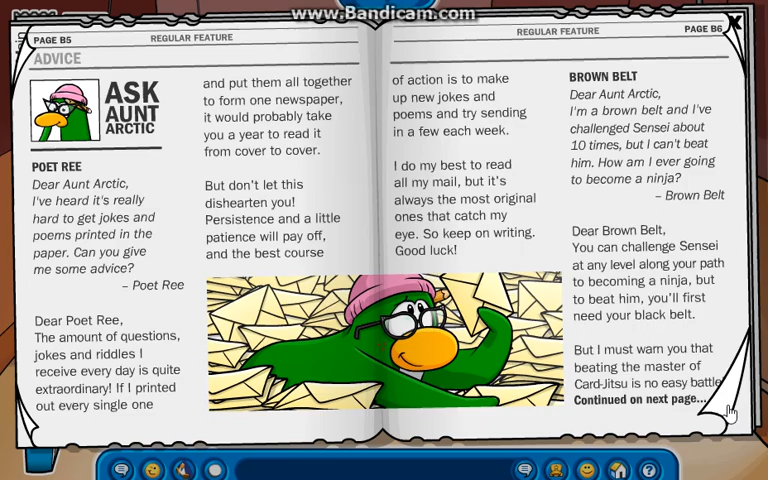 www.Bandicam.com
PAGE B5
REGULAR FEATURE
ADVICE
ASK
AUNT
ARCTIC
POET REE
Dear Aunt Arctic,
I've heard it's really
hard to get jokes and
poems printed in the
paper. Can you give
me some advice?
– Poet Ree
Dear Poet Ree,
The amount of questions,
jokes and riddles I
receive every day is quite
extraordinary! If I printed
out every single one
and put them all together
to form one newspaper,
it would probably take
you a year to read it
from cover to cover.
But don't let this
dishearten you!
Persistence and a little
patience will pay off,
and the best course
REGULAR FEATURE
PAGE B6
X
of action is to make
up new jokes and
poems and try sending
in a few each week.
I do my best to read
all my mail, but it's
always the most original
ones that catch my
eye. So keep on writing.
Good luck!
BROWN BELT
Dear Aunt Arctic,
I'm a brown belt and I've
challenged Sensei about
10 times, but I can't beat
him. How am I ever going
to become a ninja?
– Brown Belt
Dear Brown Belt,
You can challenge Sensei
at any level along your path
to becoming a ninja, but
to beat him, you'll first
need your black belt.
But I must warn you that
beating the master of
Card-Jitsu is no easy battle
Continued on next page...